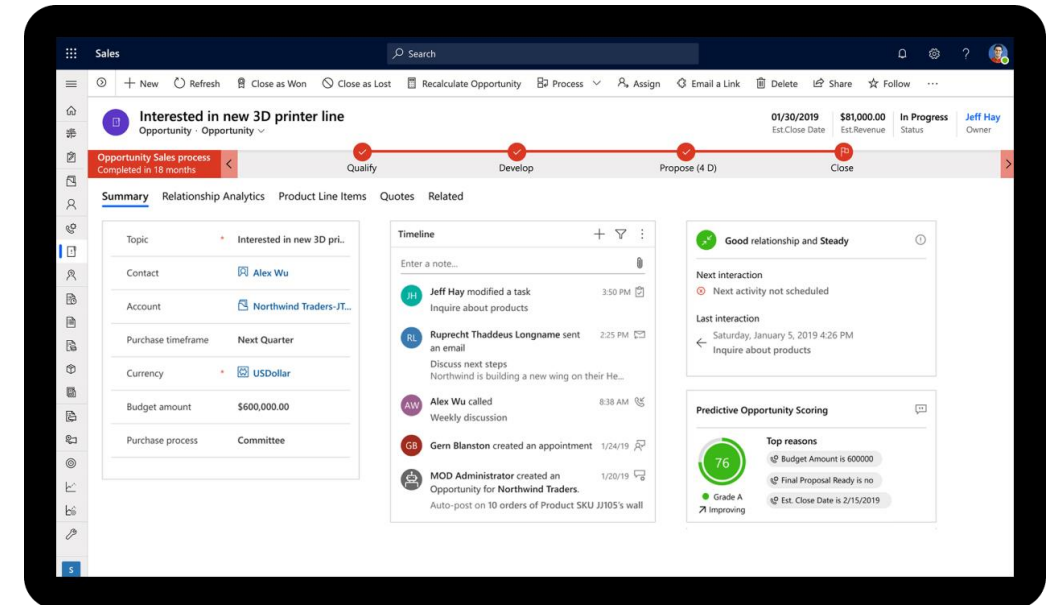 Sales
Search
New Refresh Close as Won Close as Lost Recalculate Opportunity Process Assign Email a Link Delete Share Follow ...
Interested in new 3D printer line
Opportunity · Opportunity
01/30/2019 $81,000.00 In Progress Jeff Hay
Est.Close Date Est.Revenue Status Owner
Opportunity Sales process
Completed in 18 months
Qualify Develop Propose (4 D) Close
Summary Relationship Analytics Product Line Items Quotes Related
Topic * Interested in new 3D pri..
Contact Alex Wu
Account Northwind Traders-JT...
Purchase timeframe Next Quarter
Currency * USDollar
Budget amount $600,000.00
Purchase process Committee
Timeline
Enter a note...
JH Jeff Hay modified a task 3:50 PM
Inquire about products
RL Ruprecht Thaddeus Longname sent 2:25 PM
an email
Discuss next steps
Northwind is building a new wing on their He...
AW Alex Wu called 8:38 AM
Weekly discussion
GB Gern Blanston created an appointment 1/24/19
MOD Administrator created an 1/20/19
Opportunity for Northwind Traders.
Auto-post on 10 orders of Product SKU JJ105's wall
Good relationship and Steady
Next interaction
Next activity not scheduled
Last interaction
Saturday, January 5, 2019 4:26 PM
Inquire about products
Predictive Opportunity Scoring
76
Grade A
Improving
Top reasons
Budget Amount is 600000
Final Proposal Ready is no
Est. Close Date is 2/15/2019
S